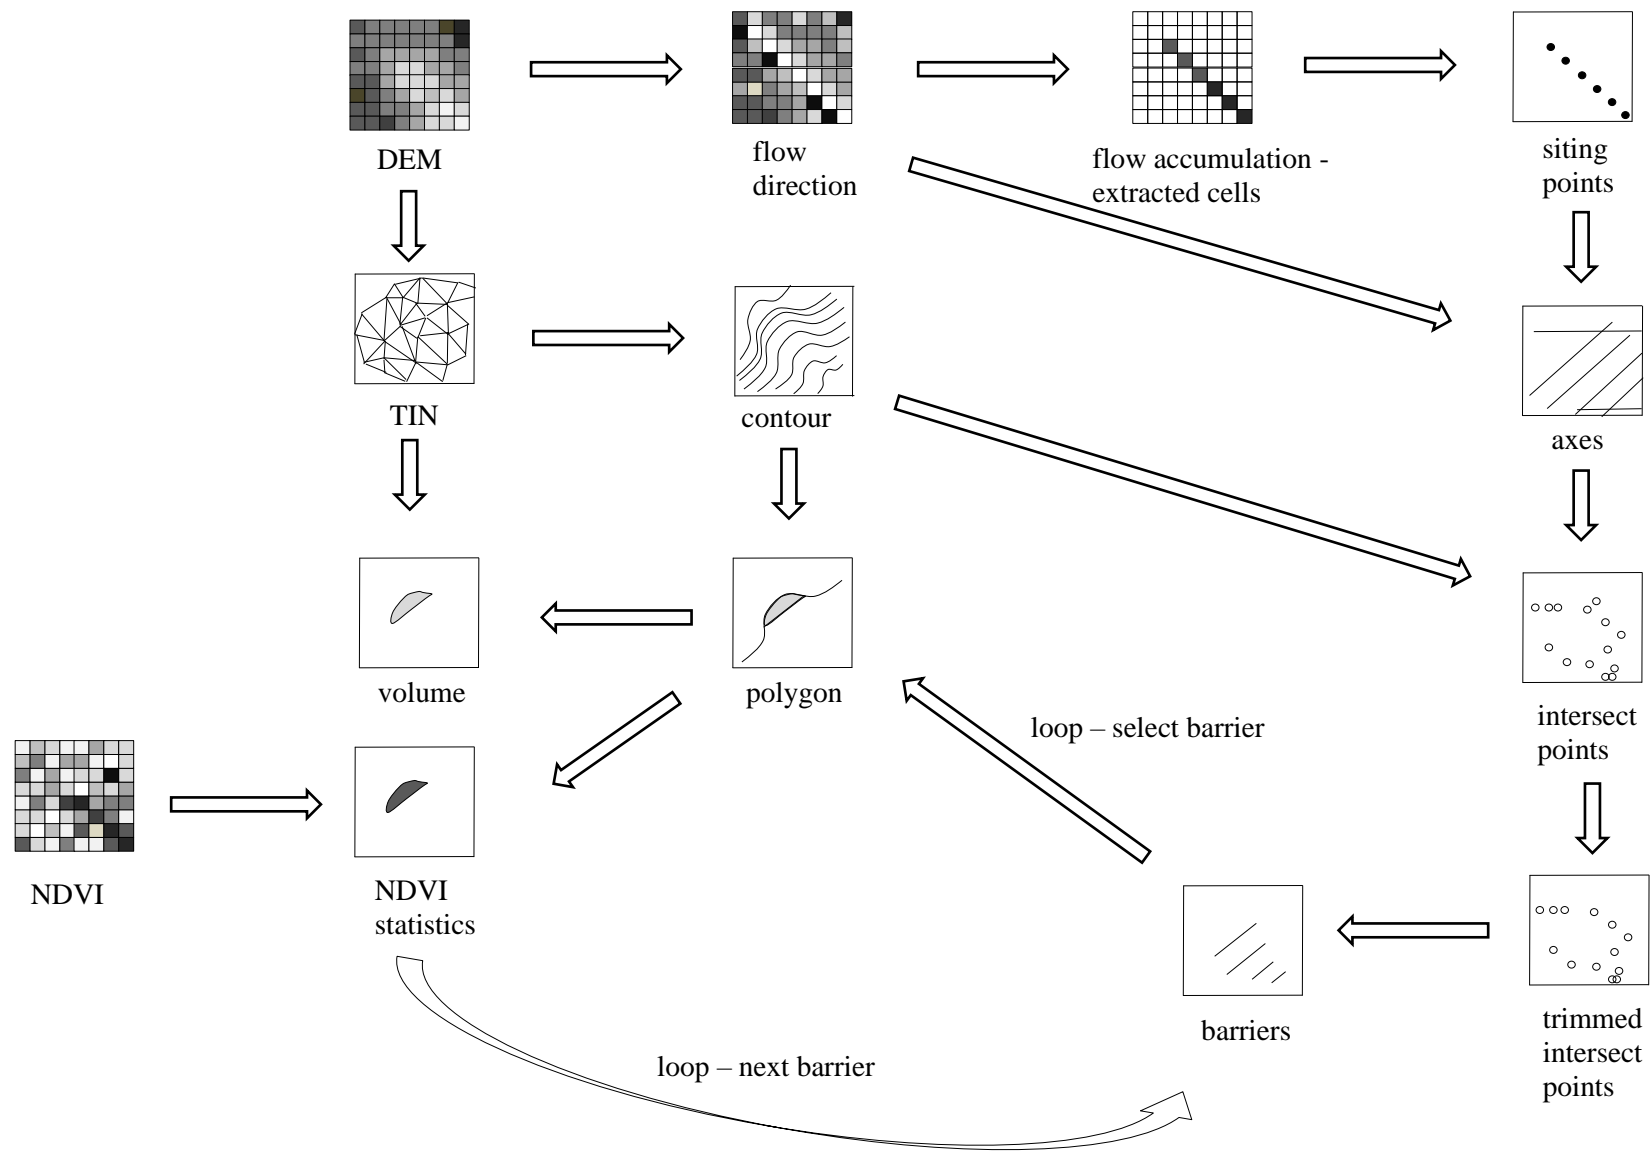 DEM
flow
direction
flow accumulation -
extracted cells
siting
points
TIN
contour
axes
volume
polygon
loop – select barrier
intersect
points
NDVI
NDVI
statistics
barriers
trimmed
intersect
points
loop – next barrier